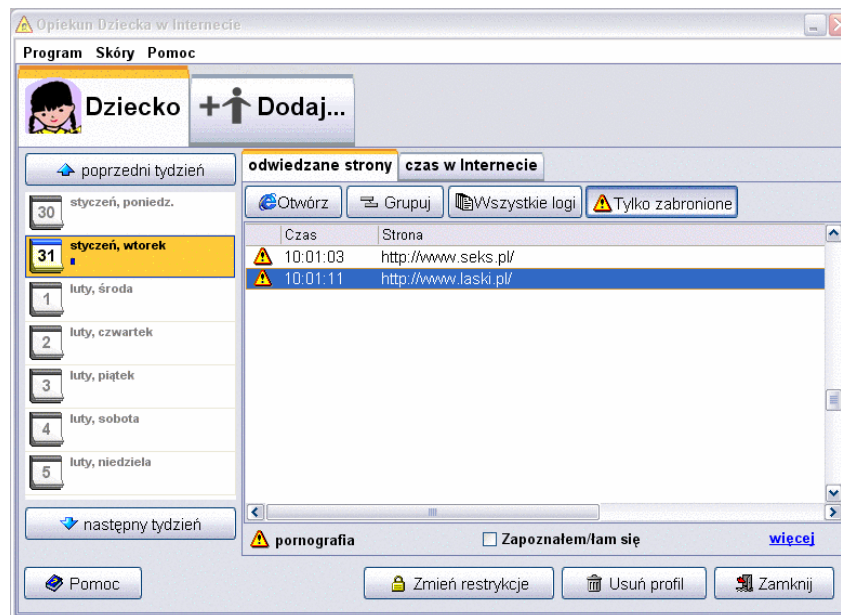 Opiekun Dziecka w Internecie
Program Skóry Pomoc
Dziecko
Dodaj...
poprzedni tydzień
30 styczeń, poniedz.
31 styczeń, wtorek
1 luty, środa
2 luty, czwartek
3 luty, piątek
4 luty, sobota
5 luty, niedziela
następny tydzień
odwiedzane strony czas w Internecie
Otwórz Grupuj Wszystkie logi Tylko zabronione
Czas Strona
10:01:03 http://www.seks.pl/
10:01:11 http://www.laski.pl/
pornografia Zapoznałem/łam się więcej
Pomoc Zmień restrykcje Usuń profil Zamknij